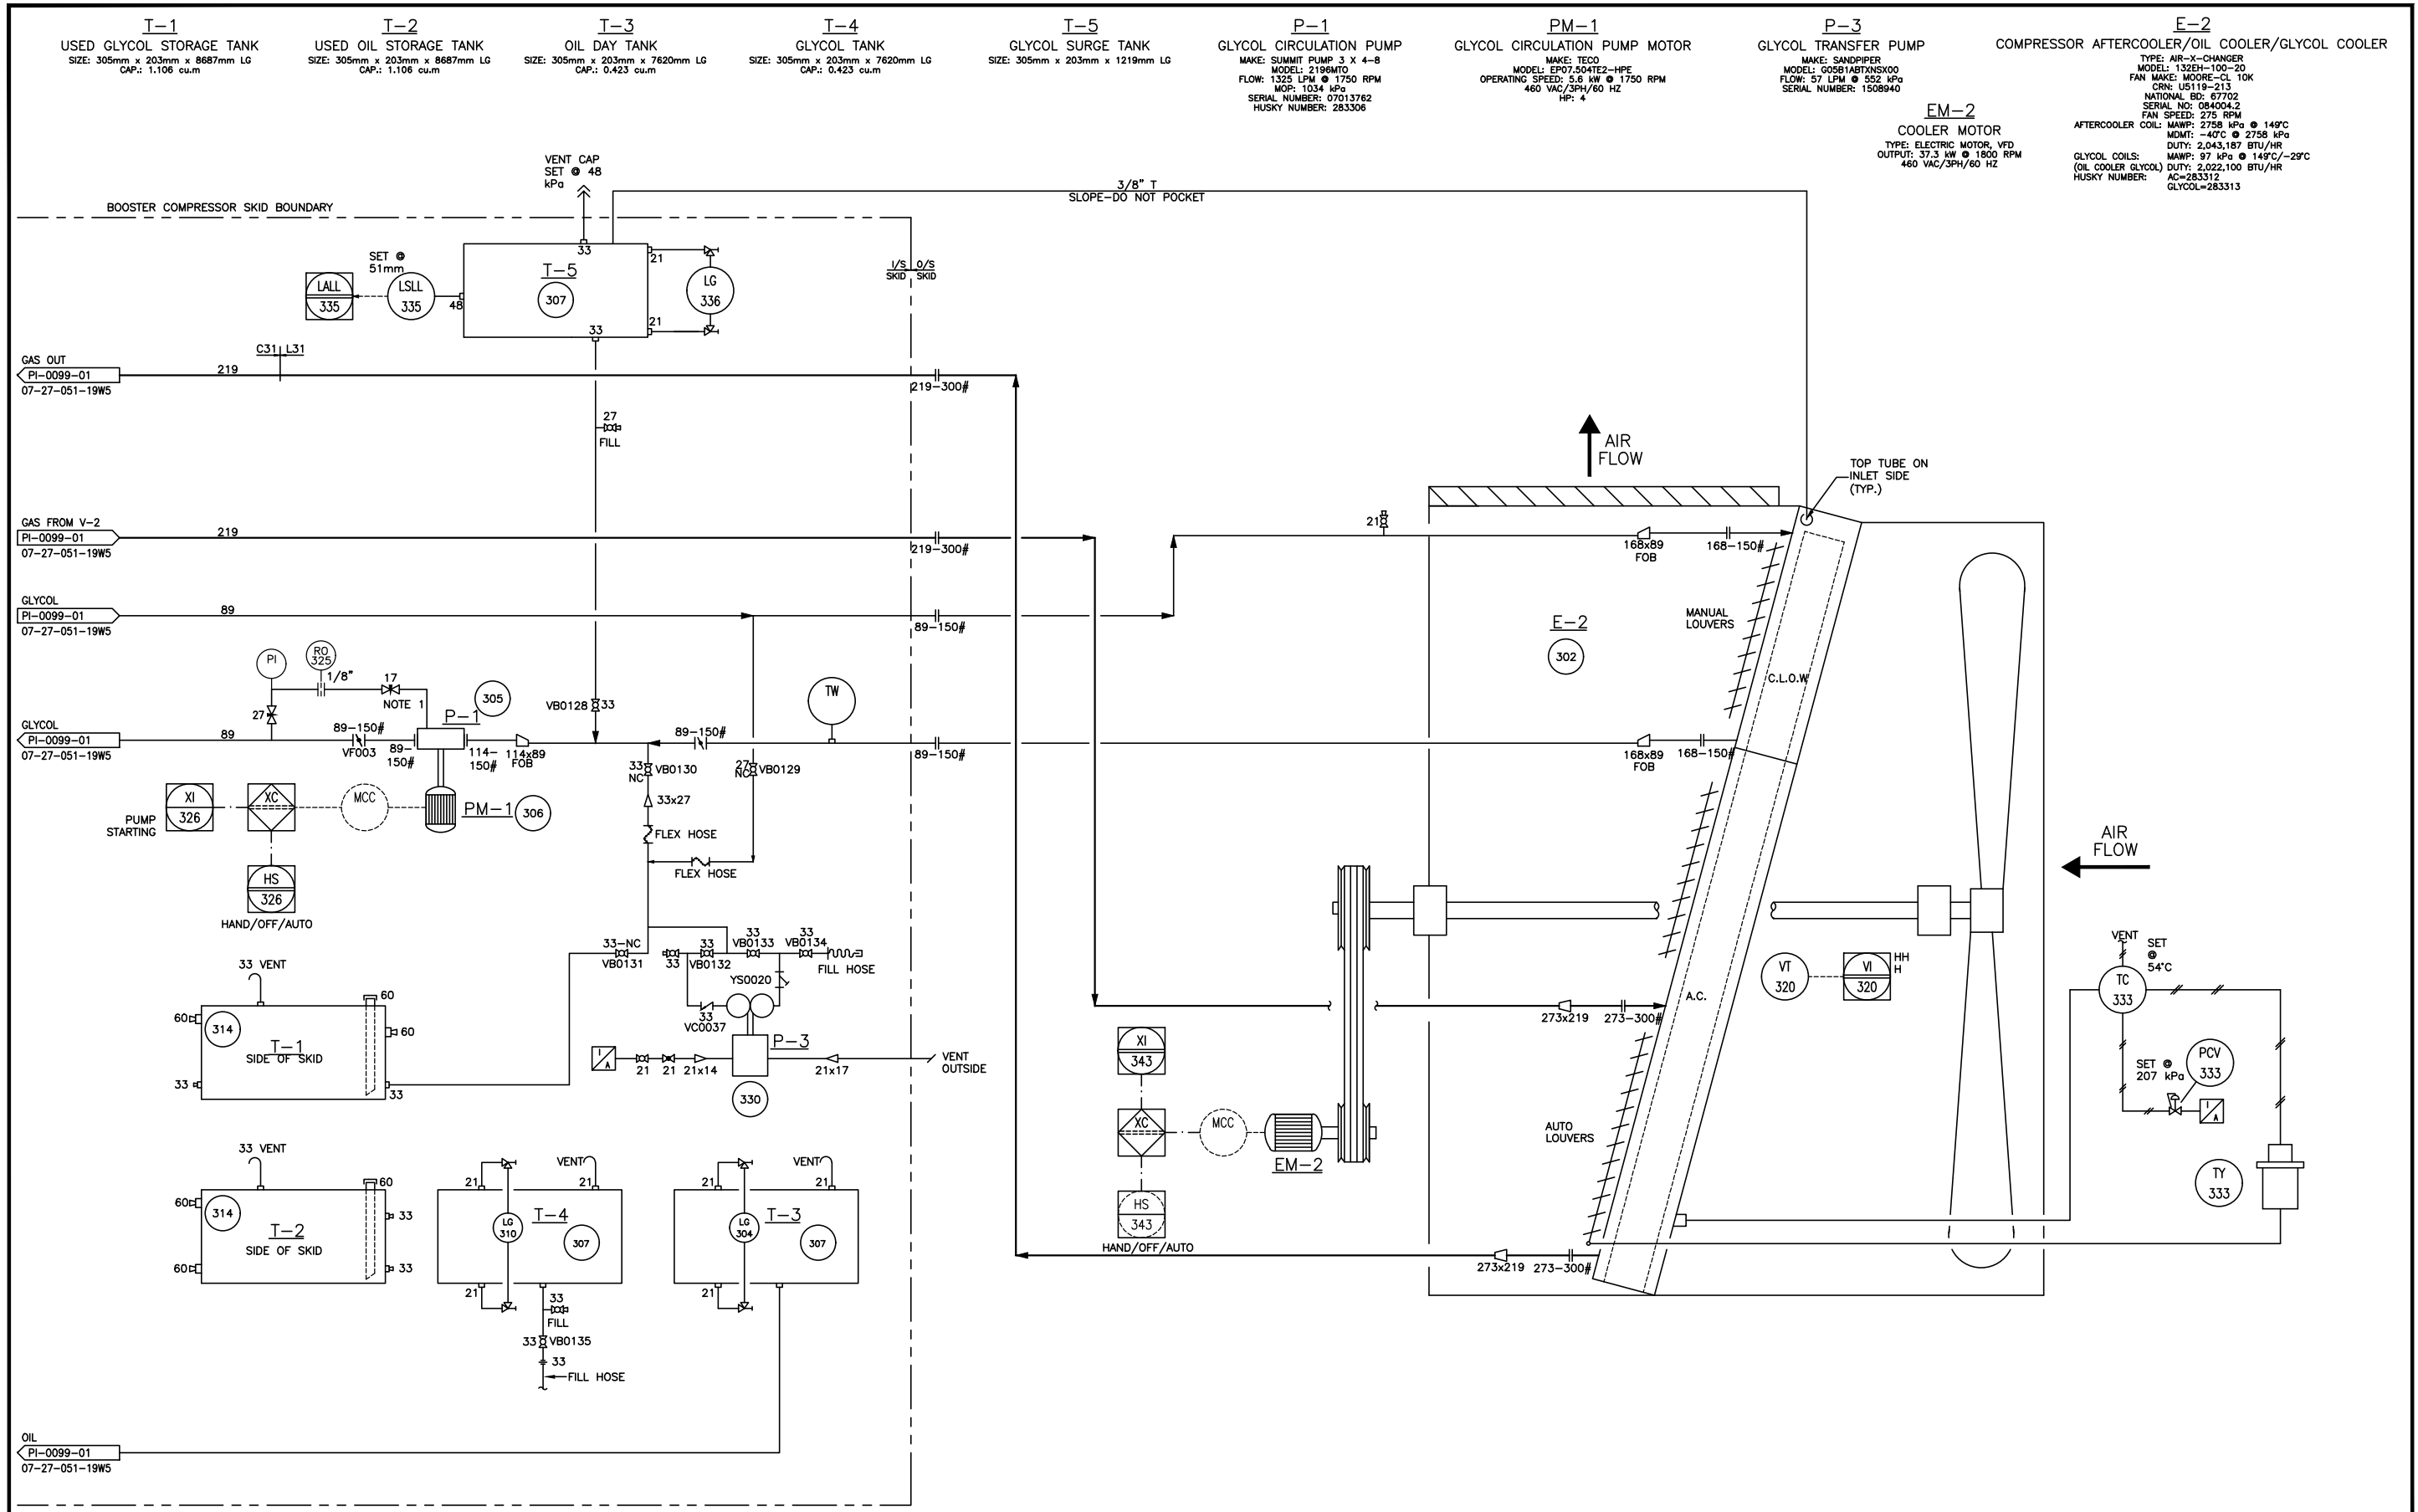 T-1
USED GLYCOL STORAGE TANK
SIZE: 305mm x 203mm x 8687mm LG
CAP.: 1.106 cu.m
T-2
USED OIL STORAGE TANK
SIZE: 305mm x 203mm x 8687mm LG
CAP.: 1.106 cu.m
T-3
OIL DAY TANK
SIZE: 305mm x 203mm x 7620mm LG
CAP.: 0.423 cu.m
T-4
GLYCOL TANK
SIZE: 305mm x 203mm x 7620mm LG
CAP.: 0.423 cu.m
T-5
GLYCOL SURGE TANK
SIZE: 305mm x 203mm x 1219mm LG
P-1
GLYCOL CIRCULATION PUMP
MAKE: SUMMIT PUMP 3 X 4-8
MODEL: 2196MTO
FLOW: 1325 LPM @ 1750 RPM
MOP: 1034 kPa
SERIAL NUMBER: 07013762
HUSKY NUMBER: 283306
PM-1
GLYCOL CIRCULATION PUMP MOTOR
MAKE: TECO
MODEL: EP07.504TE2-HPE
OPERATING SPEED: 5.6 kW @ 1750 RPM
460 VAC/3PH/60 HZ
HP: 4
P-3
GLYCOL TRANSFER PUMP
MAKE: SANDPIPER
MODEL: G05B1ABTXNSX00
FLOW: 57 LPM @ 552 kPa
SERIAL NUMBER: 1508940
EM-2
COOLER MOTOR
TYPE: ELECTRIC MOTOR, VFD
OUTPUT: 37.3 kW @ 1800 RPM
460 VAC/3PH/60 HZ
E-2
COMPRESSOR AFTERCOOLER/OIL COOLER/GLYCOL COOLER
TYPE: AIR-X-CHANGER
MODEL: 132EH-100-20
FAN MAKE: MOORE-CL 10K
CRN: U5119-213
NATIONAL BD: 67702
SERIAL NO: 084004.2
FAN SPEED: 275 RPM
AFTERCOOLER COIL: MAWP: 2758 kPa @ 149°C
MDMT: -40°C @ 2758 kPa
DUTY: 2,043,187 BTU/HR
GLYCOL COILS: MAWP: 97 kPa @ 149°C/-29°C
(OIL COOLER GLYCOL) DUTY: 2,022,100 BTU/HR
HUSKY NUMBER: AC=283312
GLYCOL=283313
VENT CAP
SET @ 48
kPa
3/8" T
SLOPE-DO NOT POCKET
BOOSTER COMPRESSOR SKID BOUNDARY
33
21
SET @
51mm
T-5
307
LALL
335
LSLL
335
48
LG
336
21
33
I/S O/S
SKID SKID
GAS OUT
PI-0099-01
07-27-051-19W5
219
C31 L31
219-300#
27
FILL
AIR
FLOW
TOP TUBE ON
INLET SIDE
(TYP.)
GAS FROM V-2
PI-0099-01
07-27-051-19W5
219
219-300#
21
168x89
FOB
168-150#
GLYCOL
PI-0099-01
07-27-051-19W5
89
89-150#
MANUAL
LOUVERS
E-2
302
C.L.O.W.
PI
RO
325
1/8"
17
NOTE 1
305
P-1
27
VB0128
33
TW
GLYCOL
PI-0099-01
07-27-051-19W5
89
89-150#
VF003
89-
150#
114-
150#
114x89
FOB
89-150#
89-150#
168x89
FOB
168-150#
33
NC
VB0130
27
NC
VB0129
33x27
FLEX HOSE
FLEX HOSE
PUMP
STARTING
XI
326
XC
MCC
PM-1
306
HS
326
HAND/OFF/AUTO
AIR
FLOW
33-NC
VB0131
33
33
VB0132
33
VB0133
33
VB0134
FILL HOSE
YS0020
33
VC0037
P-3
330
I
A
21
21
21x14
21x17
VENT
OUTSIDE
33 VENT
60
60
60
314
T-1
SIDE OF SKID
33
33
A.C.
273x219
273-300#
VT
320
VI
320
HH
H
VENT
SET
@
54°C
TC
333
SET @
207 kPa
PCV
333
I
A
TY
333
XI
343
XC
MCC
EM-2
HS
343
HAND/OFF/AUTO
AUTO
LOUVERS
273x219
273-300#
33 VENT
60
60
314
T-2
SIDE OF SKID
33
60
33
VENT
21
21
LG
310
T-4
307
21
33
FILL
33
VB0135
33
FILL HOSE
VENT
21
21
LG
304
T-3
307
21
OIL
PI-0099-01
07-27-051-19W5